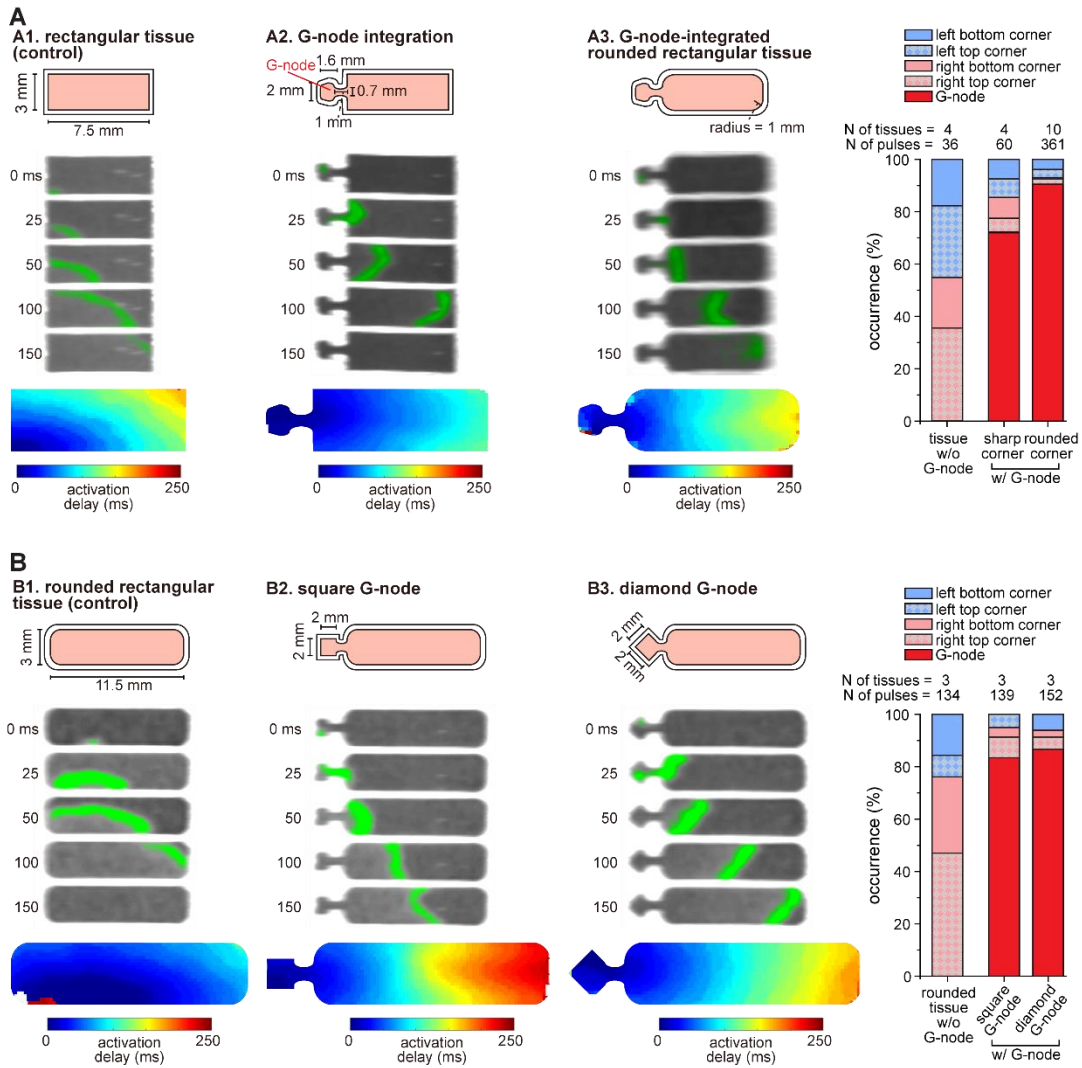 A
A1. rectangular tissue
(control)
3 mm
7.5 mm
A2. G-node integration
1.6 mm
G-node
2 mm
0.7 mm
1 mm
A3. G-node-integrated
rounded rectangular tissue
radius = 1 mm
0 ms
25
50
100
150
0 ms
25
50
100
150
0 ms
25
50
100
150
0 activation 250
delay (ms)
0 activation 250
delay (ms)
0 activation 250
delay (ms)
left bottom corner
left top corner
right bottom corner
right top corner
G-node
N of tissues = 4 4 10
N of pulses = 36 60 361
100
80
60
40
20
0
occurrence (%)
tissue
w/o
G-node
sharp
corner
rounded
corner
w/ G-node
B
B1. rounded rectangular
tissue (control)
3 mm
11.5 mm
B2. square G-node
2 mm
2 mm
B3. diamond G-node
2 mm
2 mm
0 ms
25
50
100
150
0 ms
25
50
100
150
0 ms
25
50
100
150
0 activation 250
delay (ms)
0 activation 250
delay (ms)
0 activation 250
delay (ms)
left bottom corner
left top corner
right bottom corner
right top corner
G-node
N of tissues = 3 3 3
N of pulses = 134 139 152
100
80
60
40
20
0
occurrence (%)
rounded
tissue
w/o
G-node
square
G-node
diamond
G-node
w/ G-node